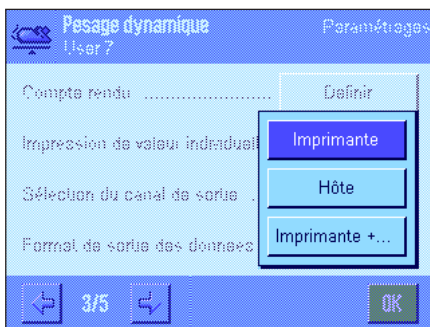 Pesage dynamique
User 7
Paramétrages
Compte rendu ........................ Définir
Impression de valeur individuell
Imprimante
Sélection du canal de sortie .
Hôte
Format de sortie des données
Imprimante +...
3/5
OK